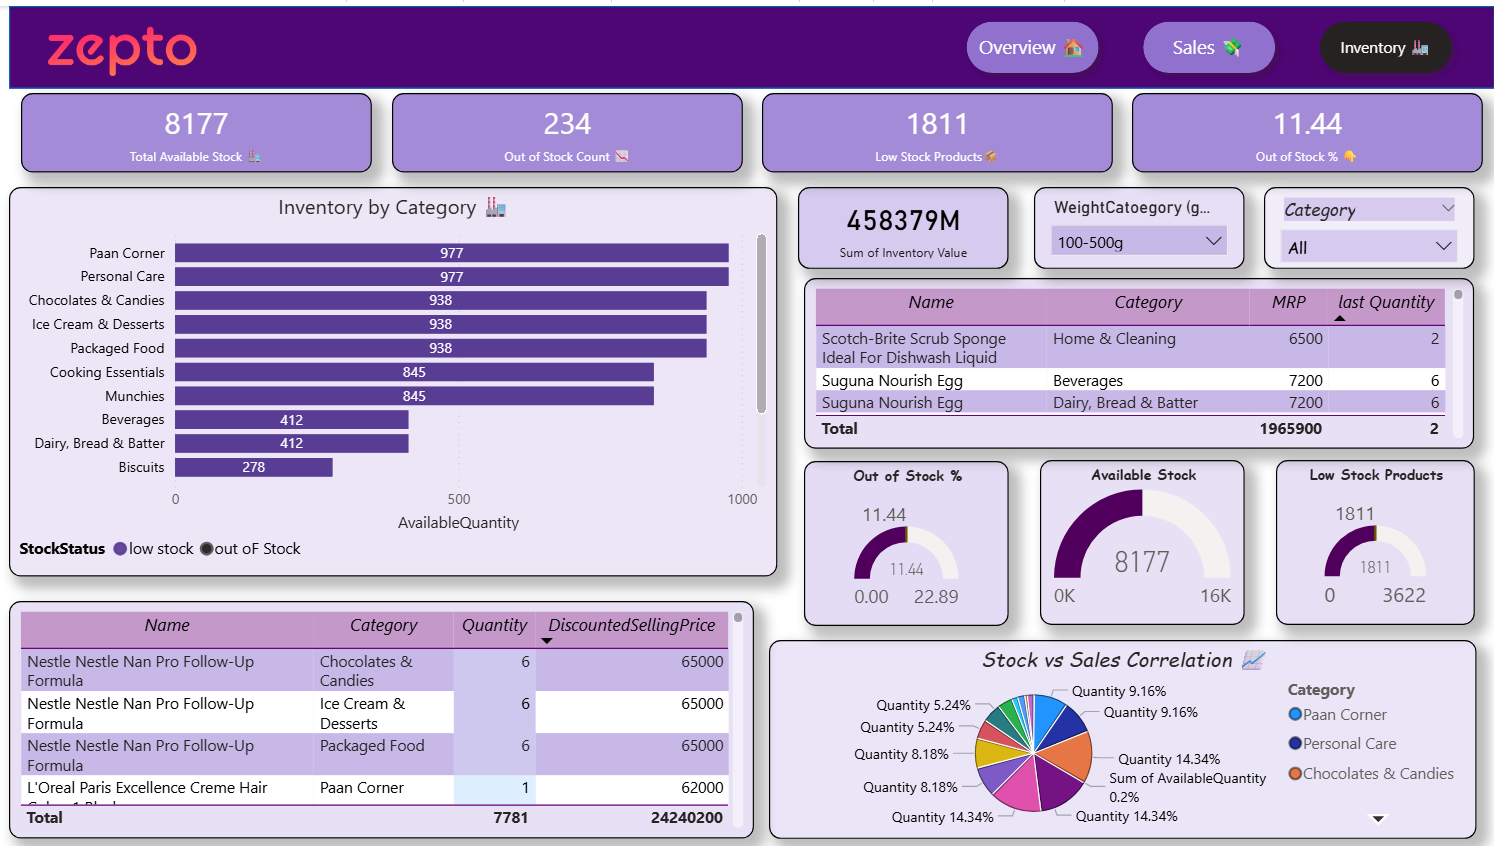 zepto
Overview
Sales
Inventory
8177
Total Available Stock
234
Out of Stock Count
1811
Low Stock Products
11.44
Out of Stock %
Inventory by Category
Paan Corner
977
Personal Care
977
Chocolates & Candies
938
Ice Cream & Desserts
938
Packaged Food
938
Cooking Essentials
845
Munchies
845
Beverages
412
Dairy, Bread & Batter
412
Biscuits
278
0 500 1000
AvailableQuantity
StockStatus low stock out oF Stock
458379M
Sum of Inventory Value
WeightCatoegory (g...
100-500g
Category
All
Name Category MRP last Quantity
Scotch-Brite Scrub Sponge Home & Cleaning 6500 2
Ideal For Dishwash Liquid
Suguna Nourish Egg Beverages 7200 6
Suguna Nourish Egg Dairy, Bread & Batter 7200 6
Total 1965900 2
Out of Stock %
11.44
11.44
0.00 22.89
Available Stock
8177
0K 16K
Low Stock Products
1811
1811
0 3622
Name Category Quantity DiscountedSellingPrice
Nestle Nestle Nan Pro Follow-Up Chocolates & 6 65000
Formula Candies
Nestle Nestle Nan Pro Follow-Up Ice Cream & 6 65000
Formula Desserts
Nestle Nestle Nan Pro Follow-Up Packaged Food 6 65000
Formula
L'Oreal Paris Excellence Creme Hair Paan Corner 1 62000
Total 7781 24240200
Stock vs Sales Correlation
Quantity 9.16%
Quantity 9.16%
Quantity 14.34%
Sum of AvailableQuantity
0.2%
Quantity 14.34%
Quantity 14.34%
Quantity 8.18%
Quantity 8.18%
Quantity 5.24%
Quantity 5.24%
Category
Paan Corner
Personal Care
Chocolates & Candies